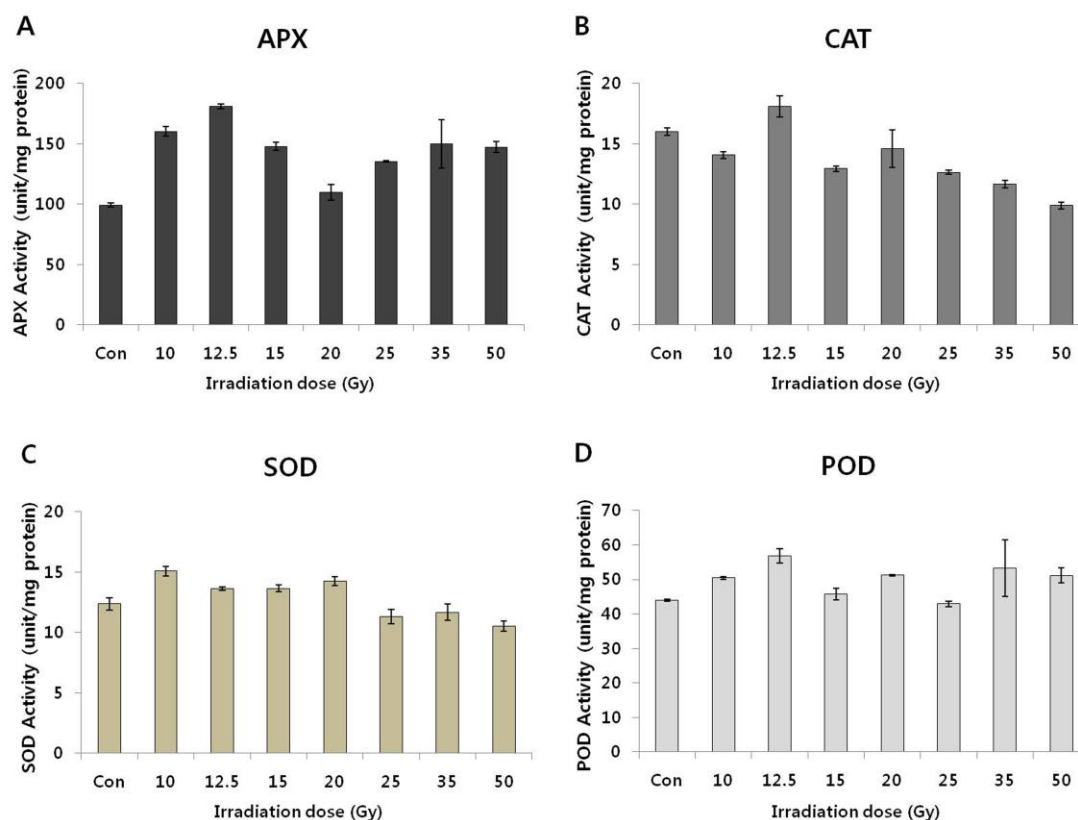 A
APX
APX Activity (unit/mg protein)
200
150
100
50
0
Con 10 12.5 15 20 25 35 50
Irradiation dose (Gy)
B
CAT
CAT Activity (unit/mg protein)
20
15
10
5
0
Con 10 12.5 15 20 25 35 50
Irradiation dose (Gy)
C
SOD
SOD Activity (unit/mg protein)
20
15
10
5
0
Con 10 12.5 15 20 25 35 50
Irradiation dose (Gy)
D
POD
POD Activity (unit/mg protein)
70
60
50
40
30
20
10
0
Con 10 12.5 15 20 25 35 50
Irradiation dose (Gy)